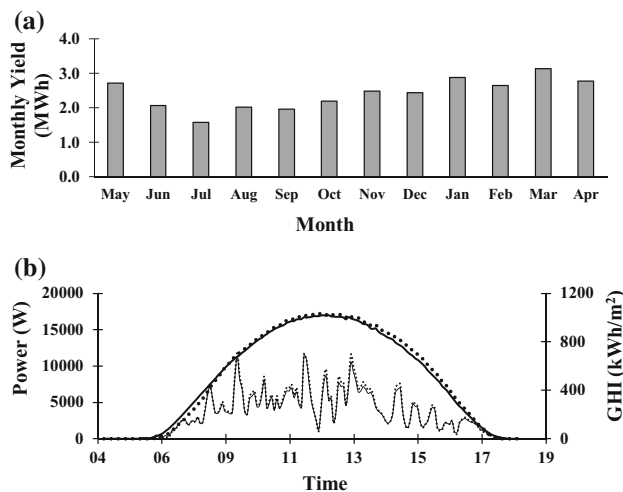 (a)
Monthly Yield
(MWh)
4.0
3.0
2.0
1.0
0.0
May Jun Jul Aug Sep Oct Nov Dec Jan Feb Mar Apr
Month
(b)
Power (W)
20000
15000
10000
5000
0
1200
800
400
0
GHI (kWh/m²)
04 06 09 11 13 15 17 19
Time